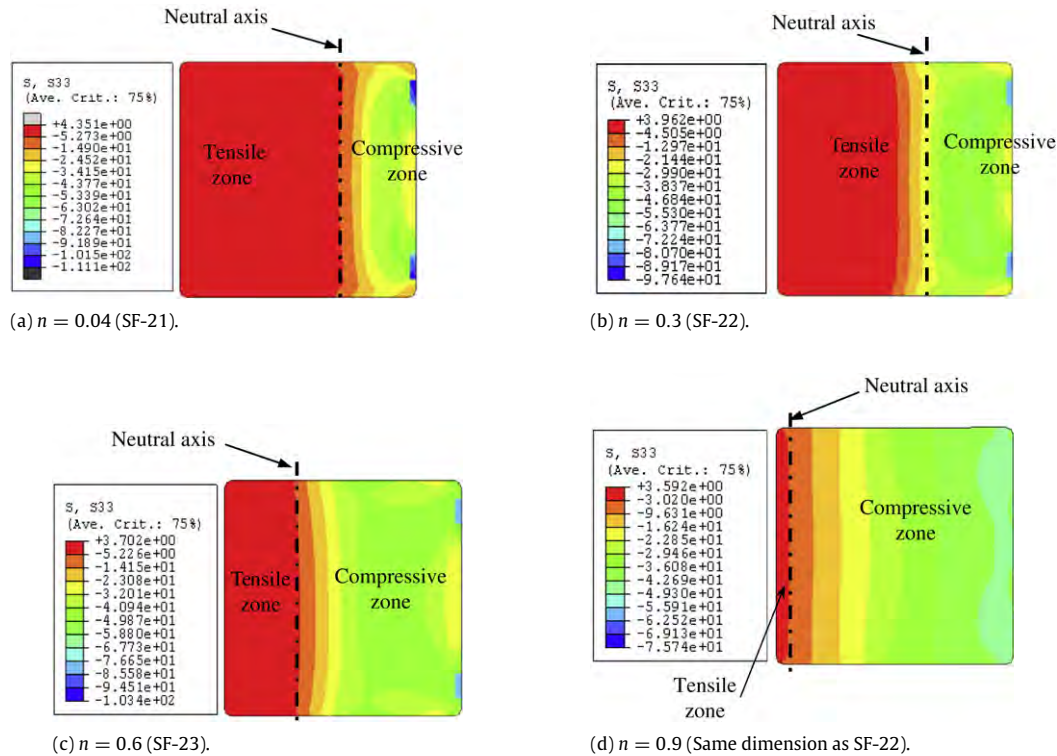 Neutral axis
S, S33
(Ave. Crit.: 75%)
+4.351e+00
-5.273e+00
-1.490e+01
-2.452e+01
-3.415e+01
-4.377e+01
-5.339e+01
-6.302e+01
-7.264e+01
-8.227e+01
-9.189e+01
-1.015e+02
-1.111e+02
Tensile
zone
Compressive
zone
(a) n = 0.04 (SF-21).
Neutral axis
S, S33
(Ave. Crit.: 75%)
+3.962e+00
-4.505e+00
-1.297e+01
-2.144e+01
-2.990e+01
-3.837e+01
-4.684e+01
-5.530e+01
-6.377e+01
-7.224e+01
-8.070e+01
-8.917e+01
-9.764e+01
Tensile
zone
Compressive
zone
(b) n = 0.3 (SF-22).
Neutral axis
S, S33
(Ave. Crit.: 75%)
+3.702e+00
-5.226e+00
-1.415e+01
-2.308e+01
-3.201e+01
-4.094e+01
-4.987e+01
-5.880e+01
-6.773e+01
-7.665e+01
-8.558e+01
-9.451e+01
-1.034e+02
Tensile
zone
Compressive
zone
(c) n = 0.6 (SF-23).
Neutral axis
S, S33
(Ave. Crit.: 75%)
+3.592e+00
-3.020e+00
-9.631e+00
-1.624e+01
-2.285e+01
-2.946e+01
-3.608e+01
-4.269e+01
-4.930e+01
-5.591e+01
-6.252e+01
-6.913e+01
-7.574e+01
Compressive
zone
Tensile
zone
(d) n = 0.9 (Same dimension as SF-22).